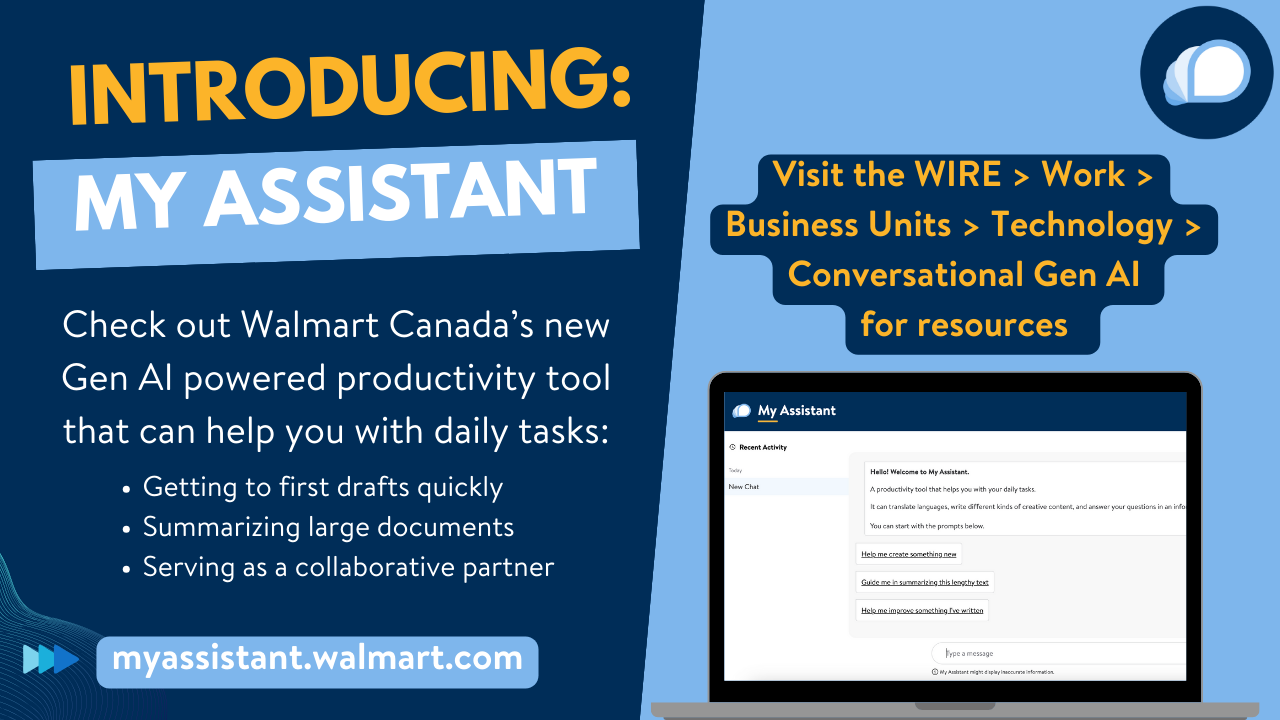 INTRODUCING:
MY ASSISTANT
Check out Walmart Canada's new
Gen AI powered productivity tool
that can help you with daily tasks:
• Getting to first drafts quickly
• Summarizing large documents
• Serving as a collaborative partner
myassistant.walmart.com
Visit the WIRE > Work >
Business Units > Technology >
Conversational Gen AI
for resources
My Assistant
Recent Activity
Today
New Chat
Hello! Welcome to My Assistant.
A productivity tool that helps you with your daily tasks.
It can translate languages, write different kinds of creative content, and answer your questions in an info
You can start with the prompts below.
Help me create something new
Guide me in summarizing this lengthy text
Help me improve something I've written
Type a message
My Assistant might display inaccurate information.